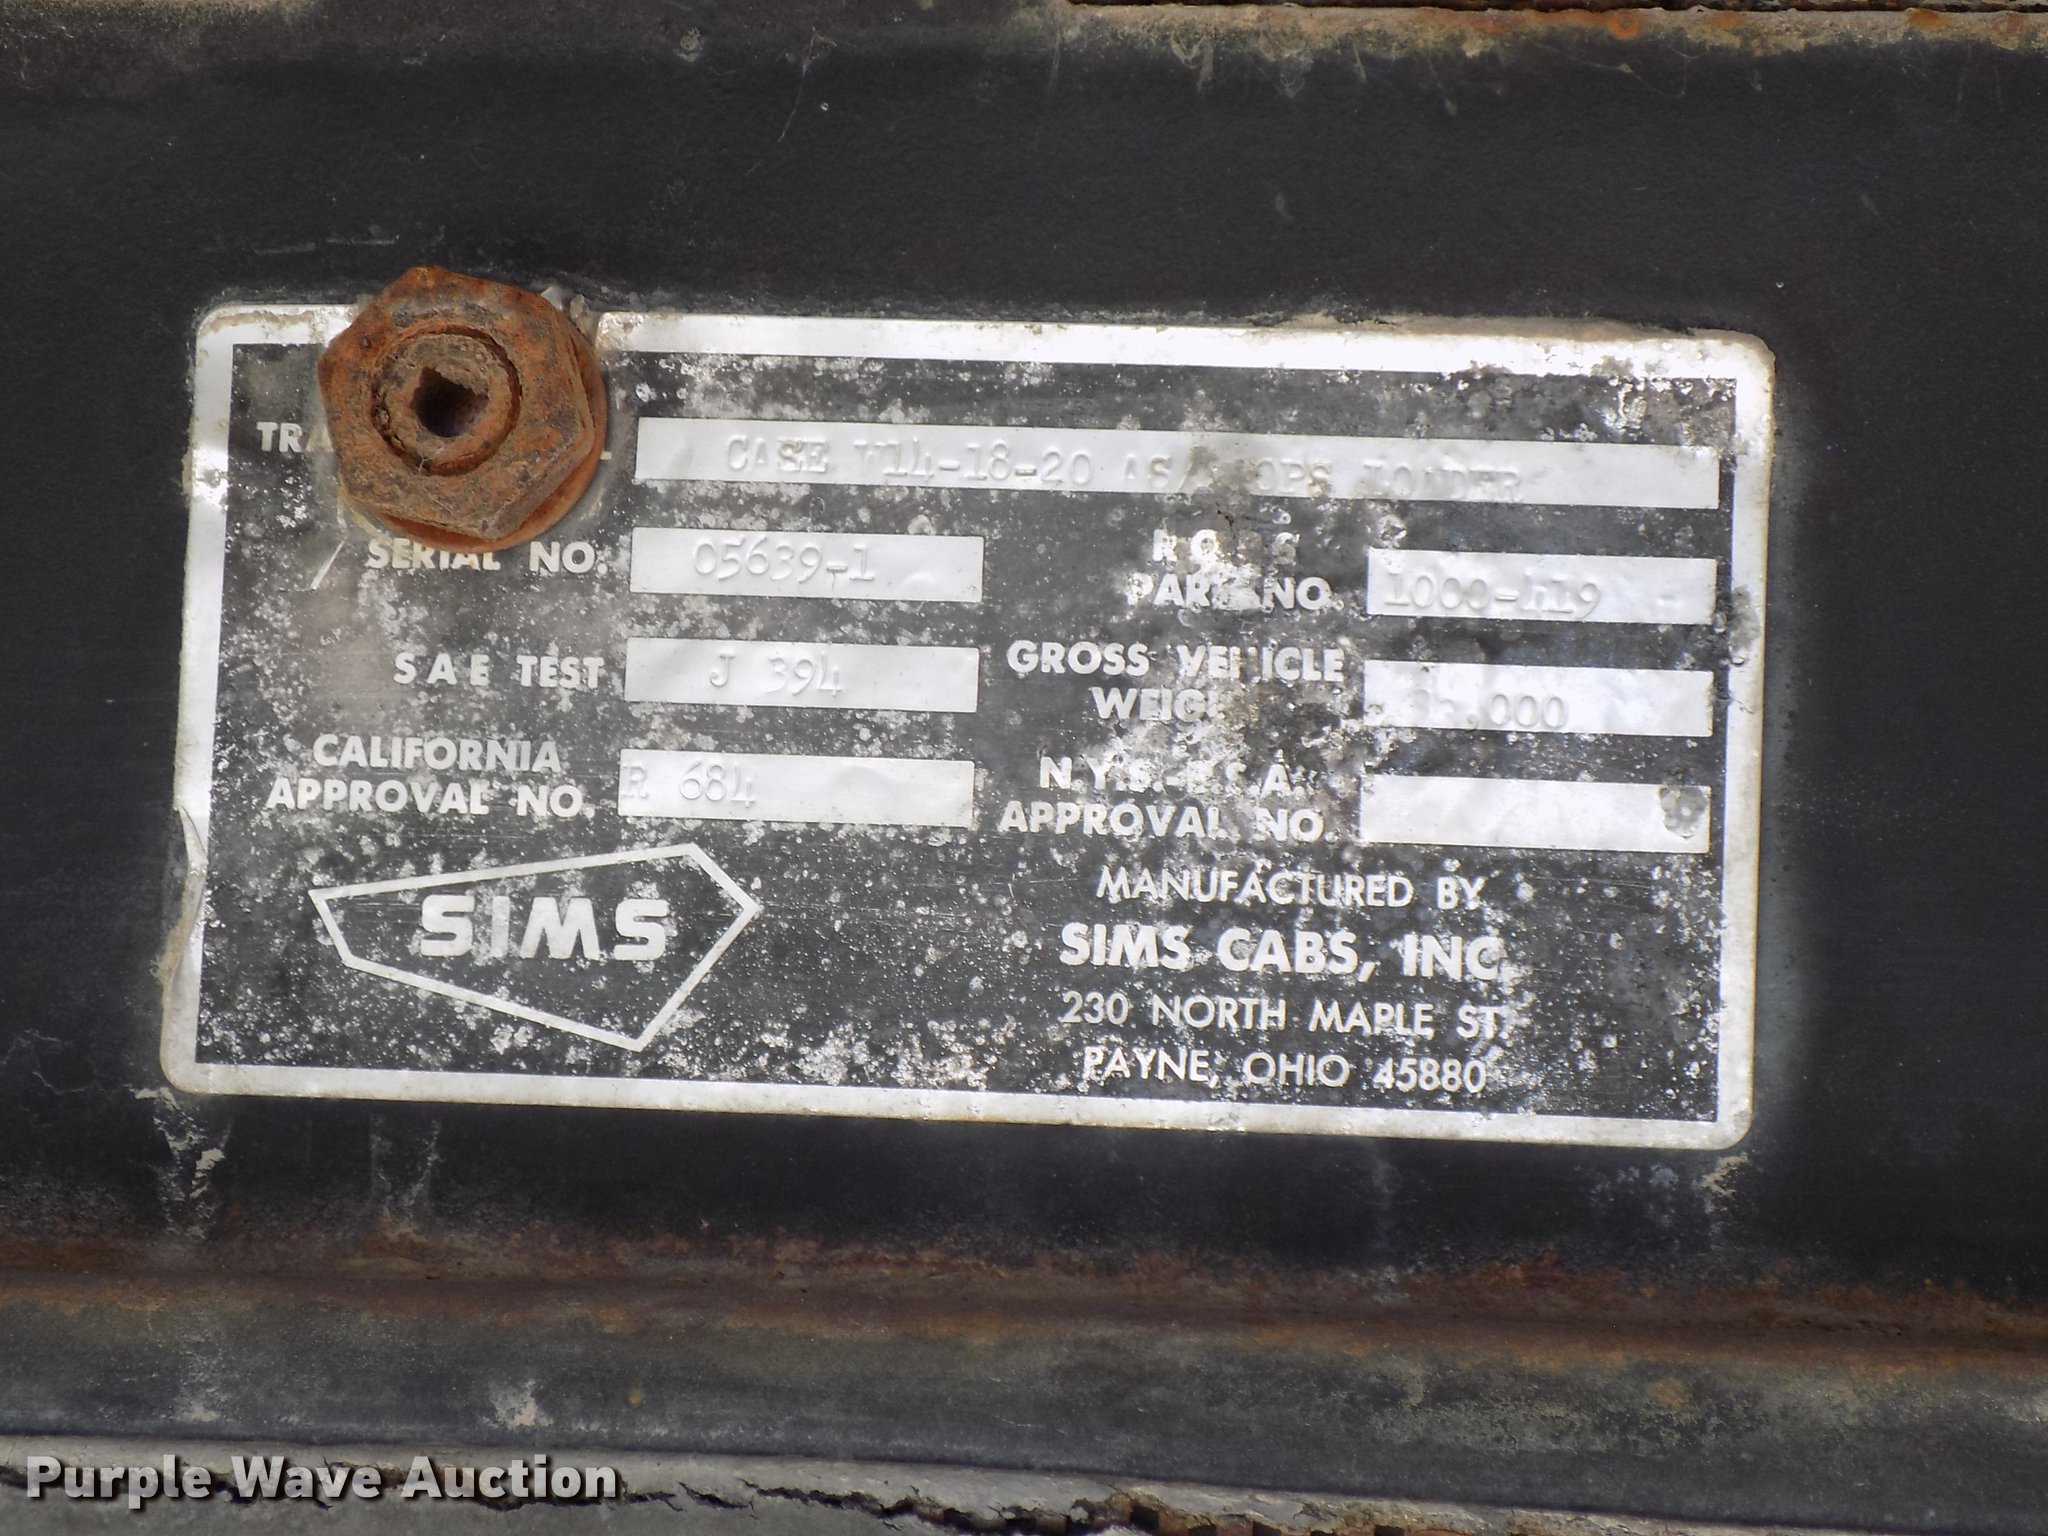 CASE W14-18-20 LOADER
SERIAL NO. 05639-1
R O P S
PART NO. 1000-419
S A E TEST J 394
GROSS VEHICLE
WEIGHT
CALIFORNIA
APPROVAL NO. R 684
N.Y.S.
APPROVAL NO.
SIMS
MANUFACTURED BY
SIMS CABS, INC.
230 NORTH MAPLE ST.
PAYNE, OHIO 45880
Purple Wave Auction